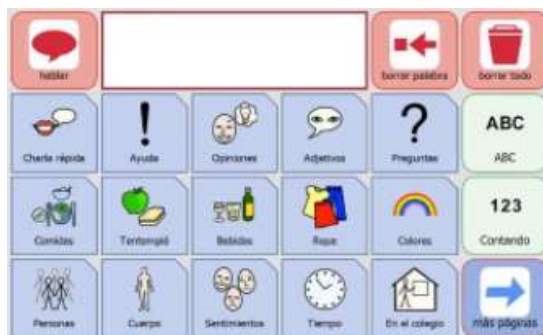 hablar
borrar palabra
borrar todo
Charla rápida
Ayuda
Opiniones
Adjetivos
Preguntas
ABC
ABC
Comidas
Tentempié
Bebidas
Ropa
Colores
123
Contando
Personas
Cuerpo
Sentimientos
Tiempo
En el colegio
más páginas